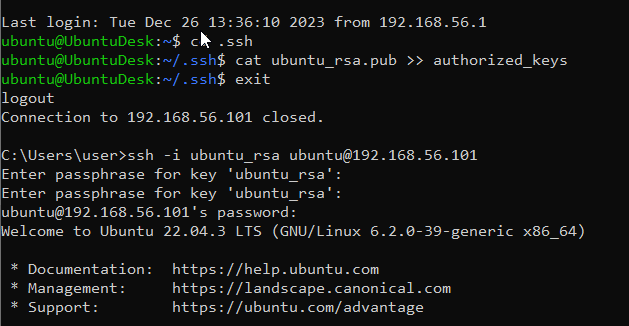 Last login: Tue Dec 26 13:36:10 2023 from 192.168.56.1
ubuntu@UbuntuDesk:~$ c .ssh
ubuntu@UbuntuDesk:~/.ssh$ cat ubuntu_rsa.pub >> authorized_keys
ubuntu@UbuntuDesk:~/.ssh$ exit
logout
Connection to 192.168.56.101 closed.
C:\Users\user>ssh -i ubuntu_rsa ubuntu@192.168.56.101
Enter passphrase for key 'ubuntu_rsa':
Enter passphrase for key 'ubuntu_rsa':
ubuntu@192.168.56.101's password:
Welcome to Ubuntu 22.04.3 LTS (GNU/Linux 6.2.0-39-generic x86_64)
* Documentation: https://help.ubuntu.com
* Management: https://landscape.canonical.com
* Support: https://ubuntu.com/advantage